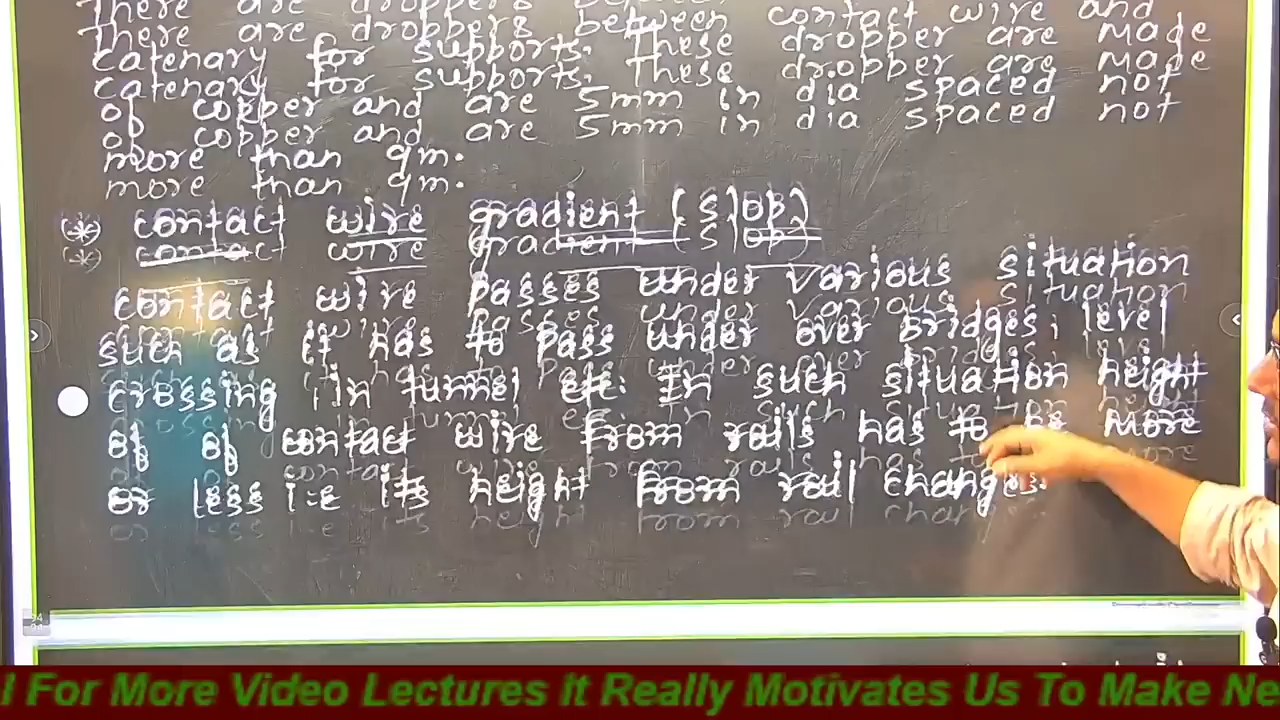 There are droppers between contact wire and
catenary for supports. These dropper are made
of copper and are 5mm in dia spaced not
more than 9m.
(*) contact wire gradient (slop)
contact wire passes under various situation
such as it has to pass under over bridges, level
crossing, in tunnel etc. In such situation height
of of contact wire from rails has to be more
or less i.e its height from rail changes.
l For More Video Lectures It Really Motivates Us To Make Ne